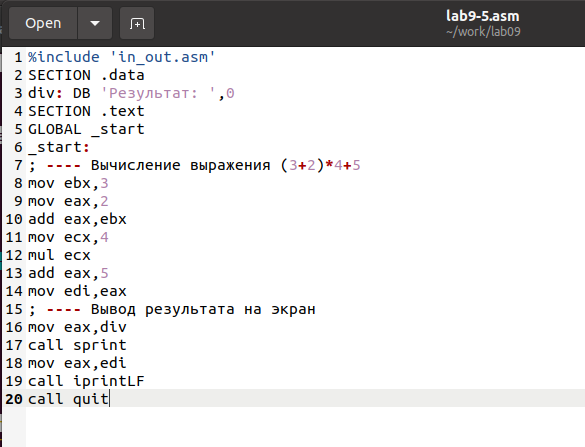 Open
lab9-5.asm
~/work/lab09
1 %include 'in_out.asm'
2 SECTION .data
3 div: DB 'Результат: ',0
4 SECTION .text
5 GLOBAL _start
6 _start:
7 ; ---- Вычисление выражения (3+2)*4+5
8 mov ebx,3
9 mov eax,2
10 add eax,ebx
11 mov ecx,4
12 mul ecx
13 add eax,5
14 mov edi,eax
15 ; ---- Вывод результата на экран
16 mov eax,div
17 call sprint
18 mov eax,edi
19 call iprintLF
20 call quit